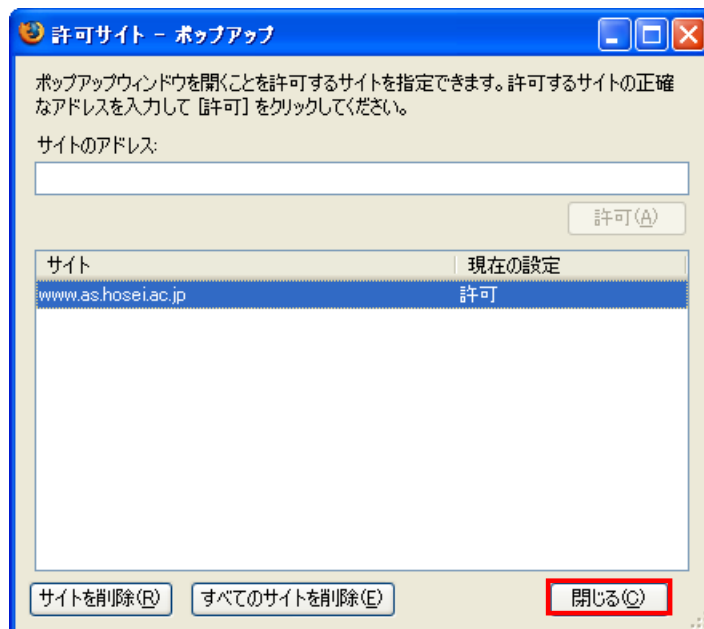 許可サイト - ポップアップ
ポップアップウィンドウを開くことを許可するサイトを指定できます。許可するサイトの正確
なアドレスを入力して [許可] をクリックしてください。
サイトのアドレス:
許可(A)
サイト 現在の設定
www.as.hosei.ac.jp 許可
サイトを削除(R) すべてのサイトを削除(E) 閉じる(C)